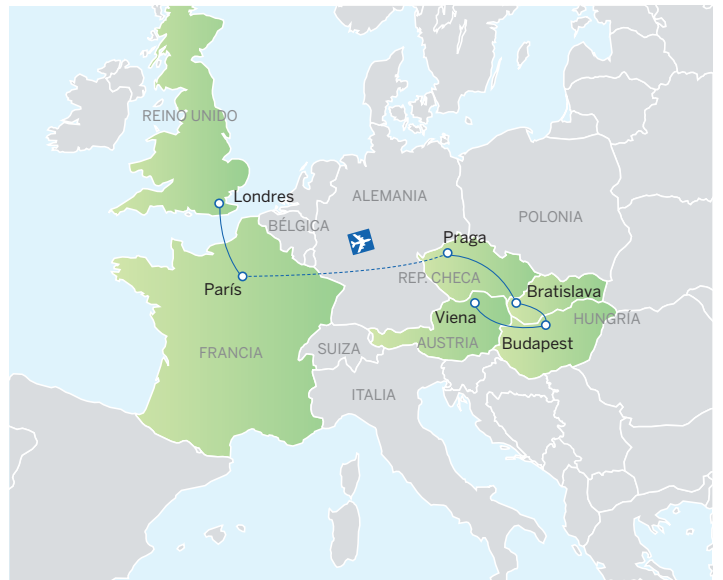 REINO UNIDO
Londres
ALEMANIA
BÉLGICA
POLONIA
Praga
REP. CHECA
París
Bratislava
Viena
HUNGRÍA
AUSTRIA
Budapest
SUIZA
FRANCIA
ITALIA